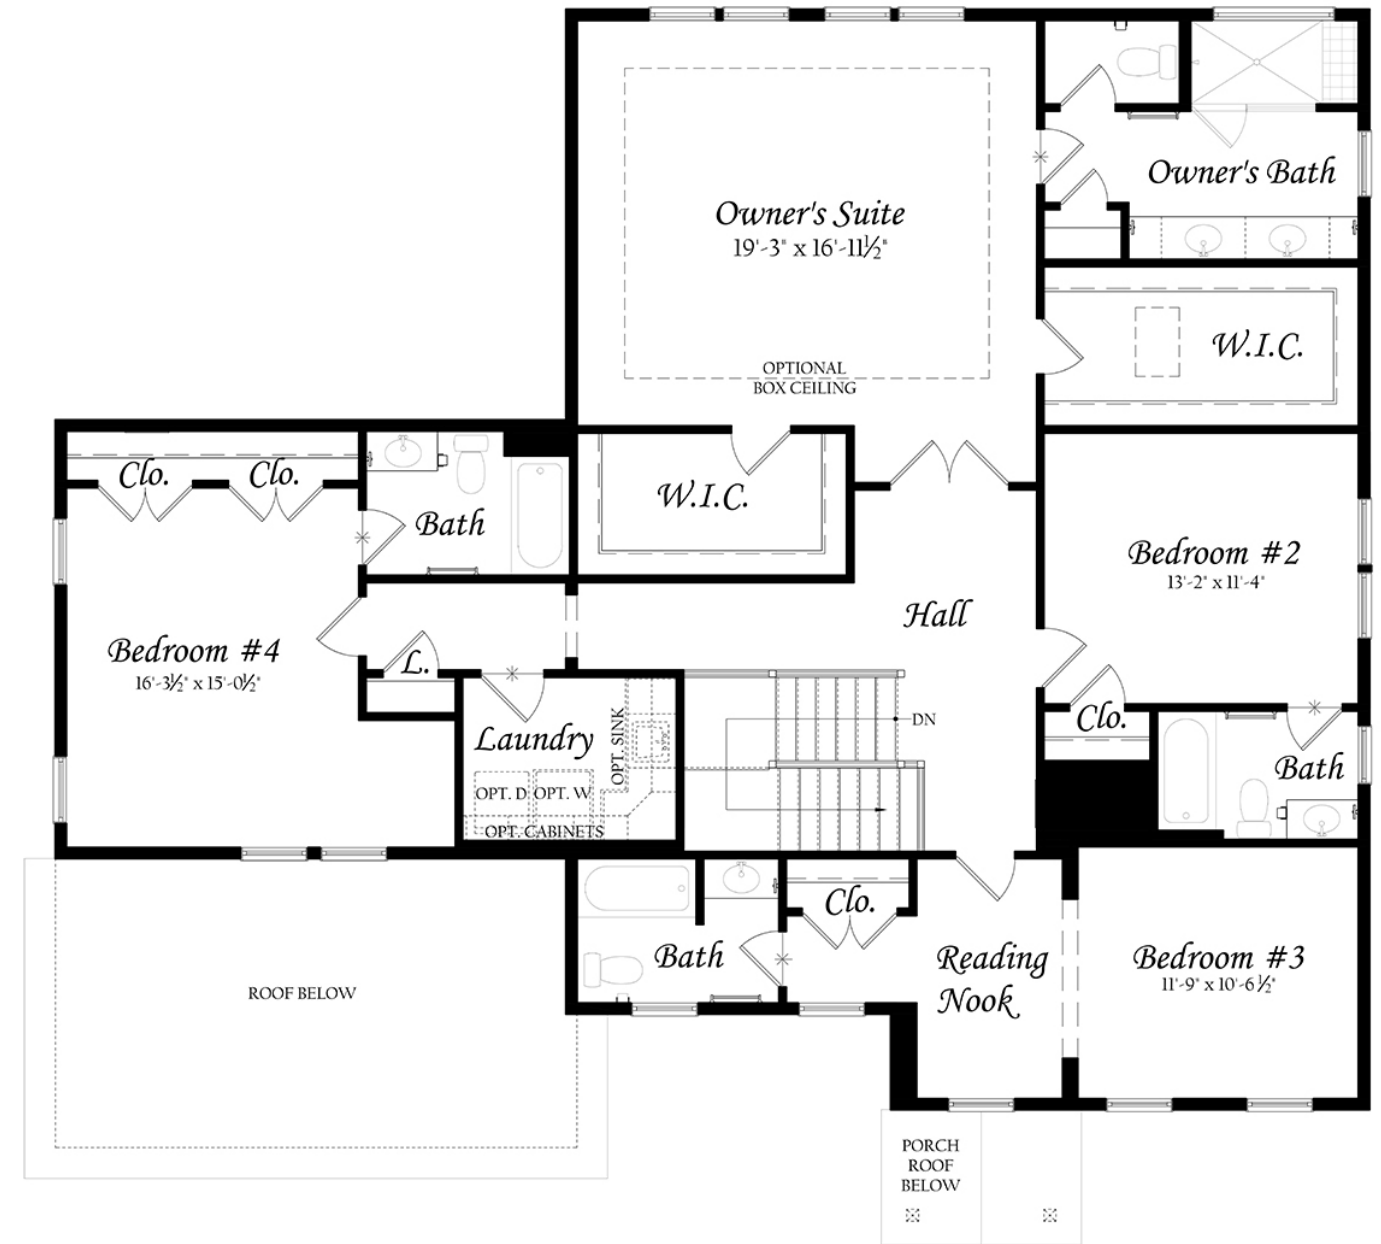 Owner's Bath
Owner's Suite
19'-3" x 16'-11½"
W.I.C.
OPTIONAL
BOX CEILING
Clo.
Clo.
Bath
W.I.C.
Bedroom #2
13'-2" x 11'-4"
Hall
Bedroom #4
16'-3½" x 15'-0½"
L.
Laundry
OPT. SINK
DN
Clo.
Bath
OPT. D
OPT. W
OPT. CABINETS
Clo.
Bath
Reading
Nook
Bedroom #3
11'-9" x 10'-6½"
ROOF BELOW
PORCH
ROOF
BELOW